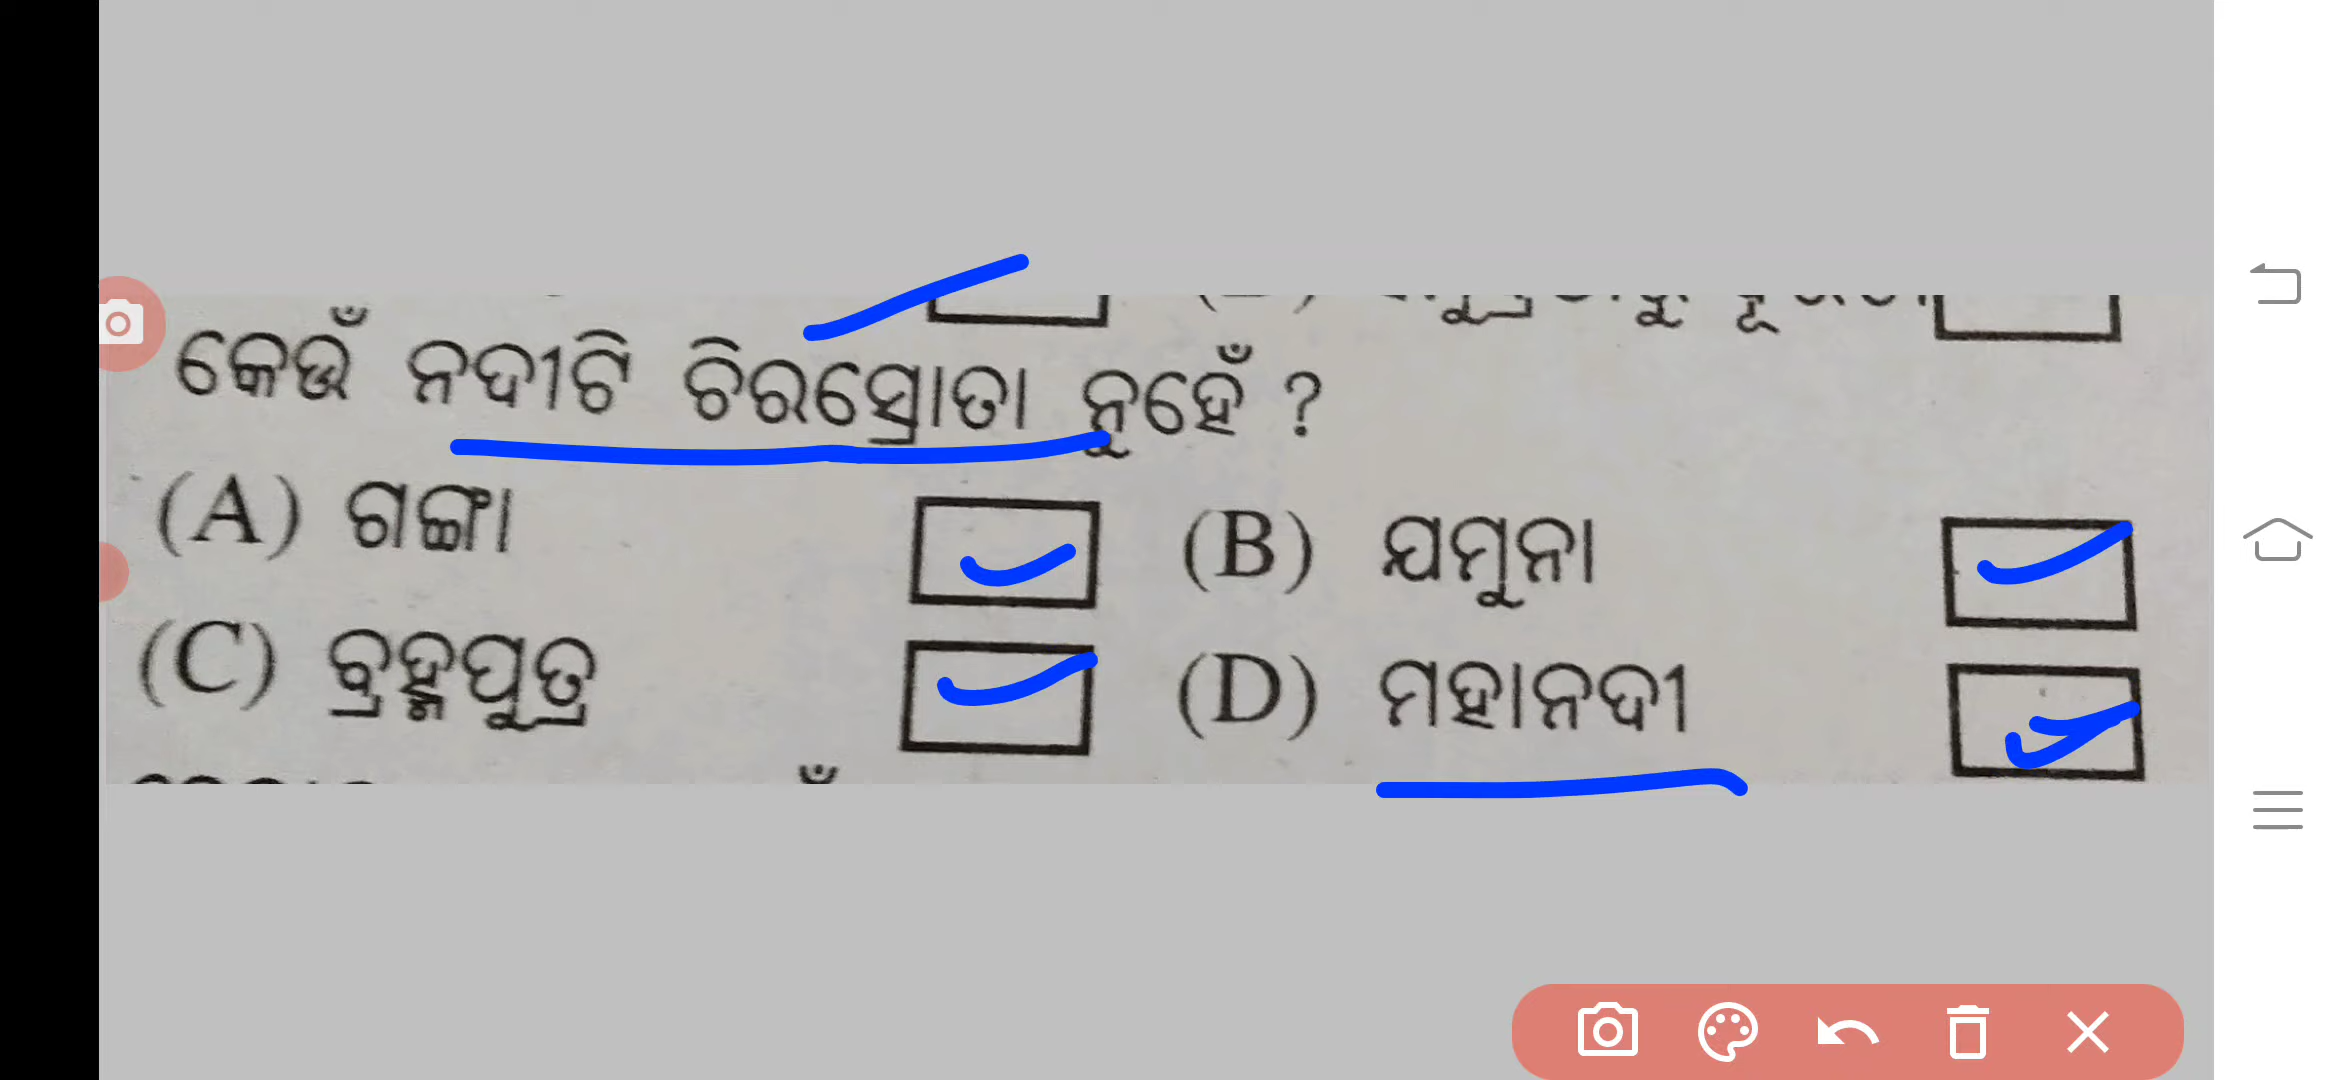 କେଉଁ ନଦୀଟି ଚିରସ୍ରୋତା ନୁହେଁ ?
(A) ଗଙ୍ଗା (B) ଯମୁନା
(C) ବ୍ରହ୍ମପୁତ୍ର (D) ମହାନଦୀ